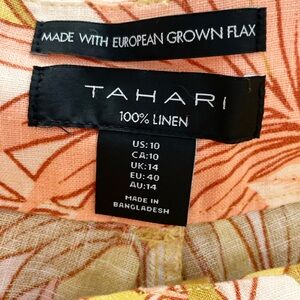 MADE WITH EUROPEAN GROWN FLAX
TAHARI
100% LINEN
US: 10
CA: 10
UK: 14
EU: 40
AU: 14
MADE IN
BANGLADESH